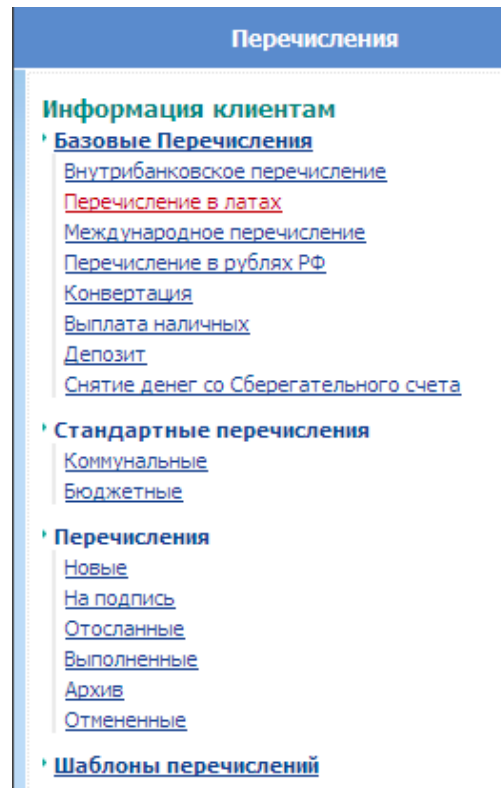 Перечисления
Информация клиентам
Базовые Перечисления
Внутрибанковское перечисление
Перечисление в латах
Международное перечисление
Перечисление в рублях РФ
Конвертация
Выплата наличных
Депозит
Снятие денег со Сберегательного счета
Стандартные перечисления
Коммунальные
Бюджетные
Перечисления
Новые
На подпись
Отосланные
Выполненные
Архив
Отмененные
Шаблоны перечислений